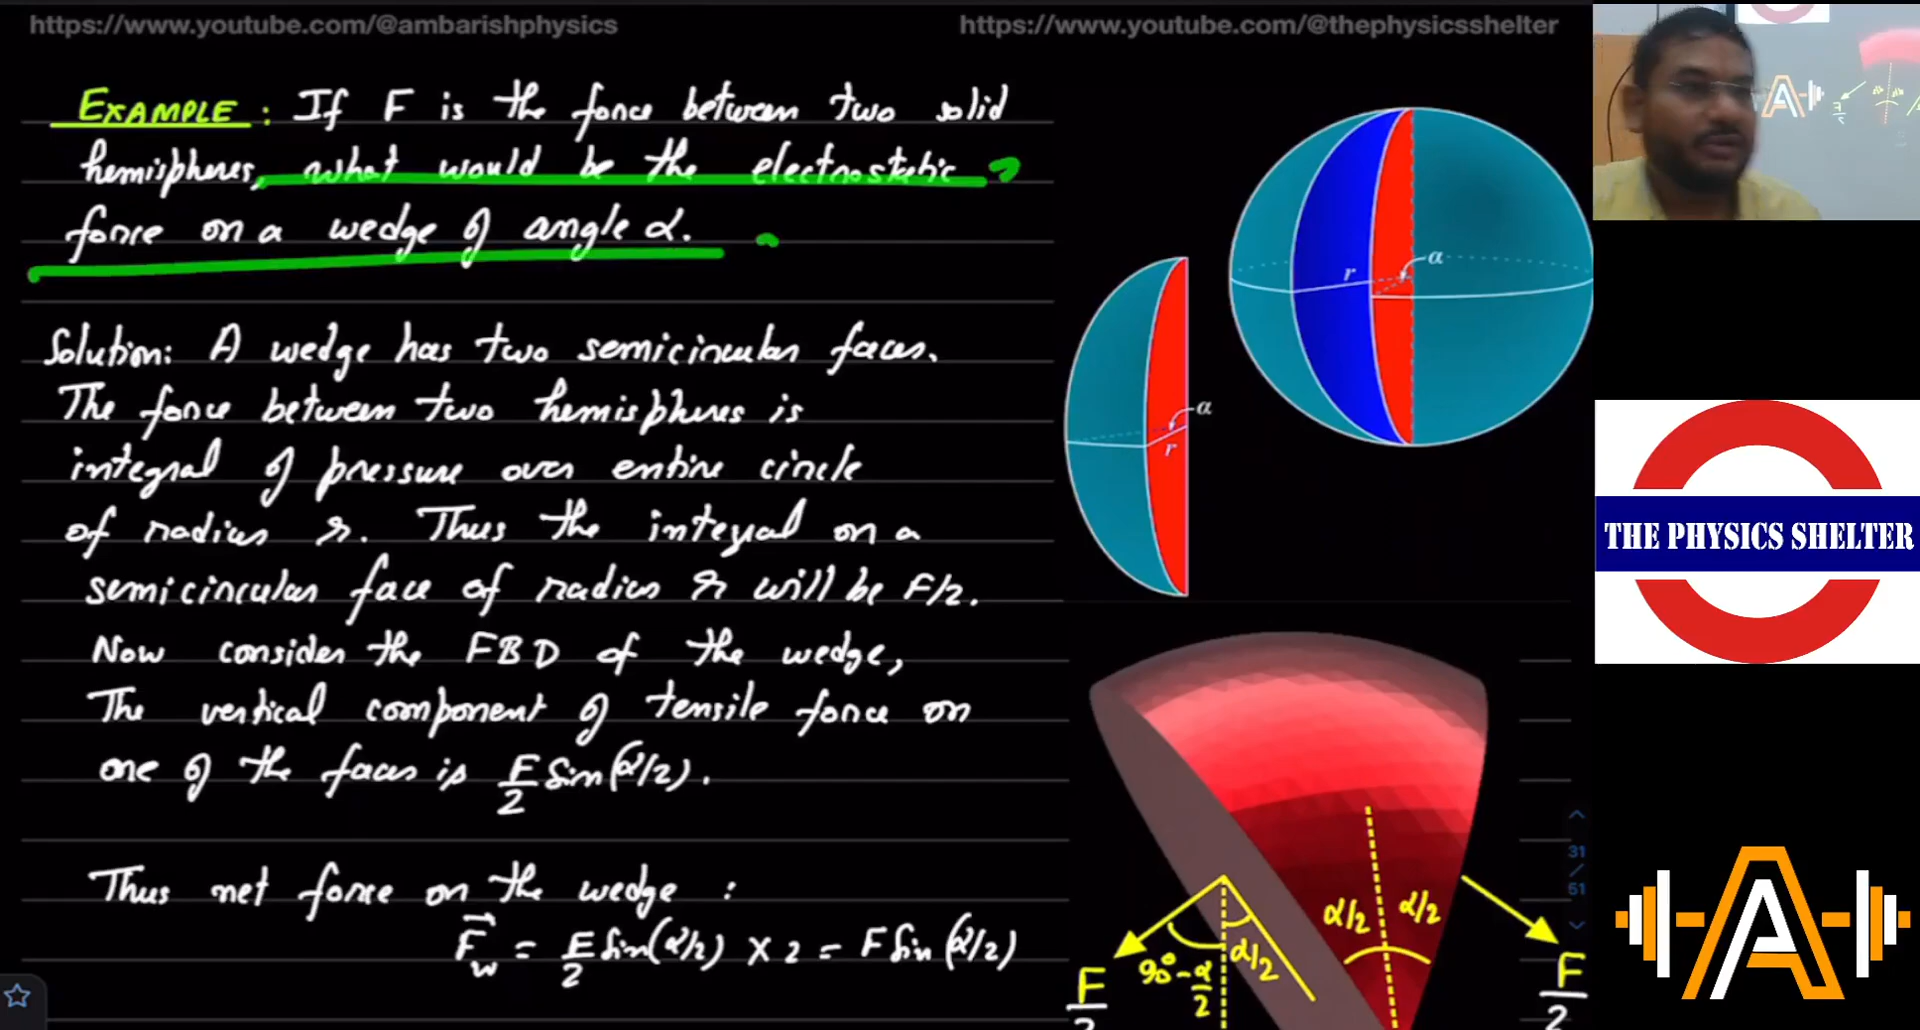 https://www.youtube.com/@ambarishphysics
https://www.youtube.com/@thephysicsshelter
EXAMPLE: If F is the force between two solid
hemispheres, what would be the electrostatic
force on a wedge of angle α.
Solution: A wedge has two semicircular faces.
The force between two hemispheres is
integral of pressure over entire circle
of radius r. Thus the integral on a
semicircular face of radius r will be F/2.
Now consider the FBD of the wedge,
The vertical component of tensile force on
one of the faces is F/2 Sin(α/2).
Thus net force on the wedge :
F⃗w = F/2 Sin(α/2) × 2 = F Sin(α/2)
r
α
α
r
α/2
α/2
90° - α/2
α/2
F/2
F/2
31
/
51
THE PHYSICS SHELTER
A